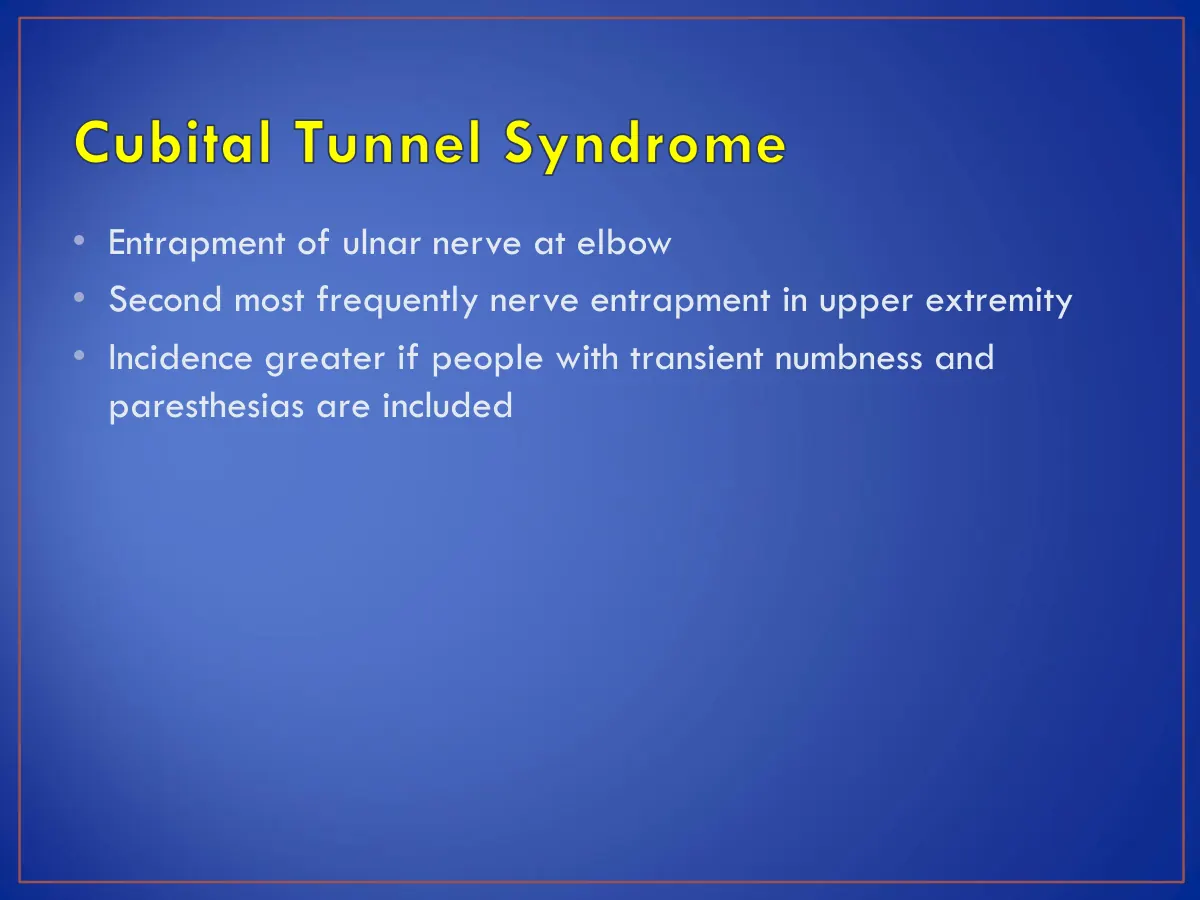 Cubital Tunnel Syndrome
• Entrapment of ulnar nerve at elbow
• Second most frequently nerve entrapment in upper extremity
• Incidence greater if people with transient numbness and
paresthesias are included